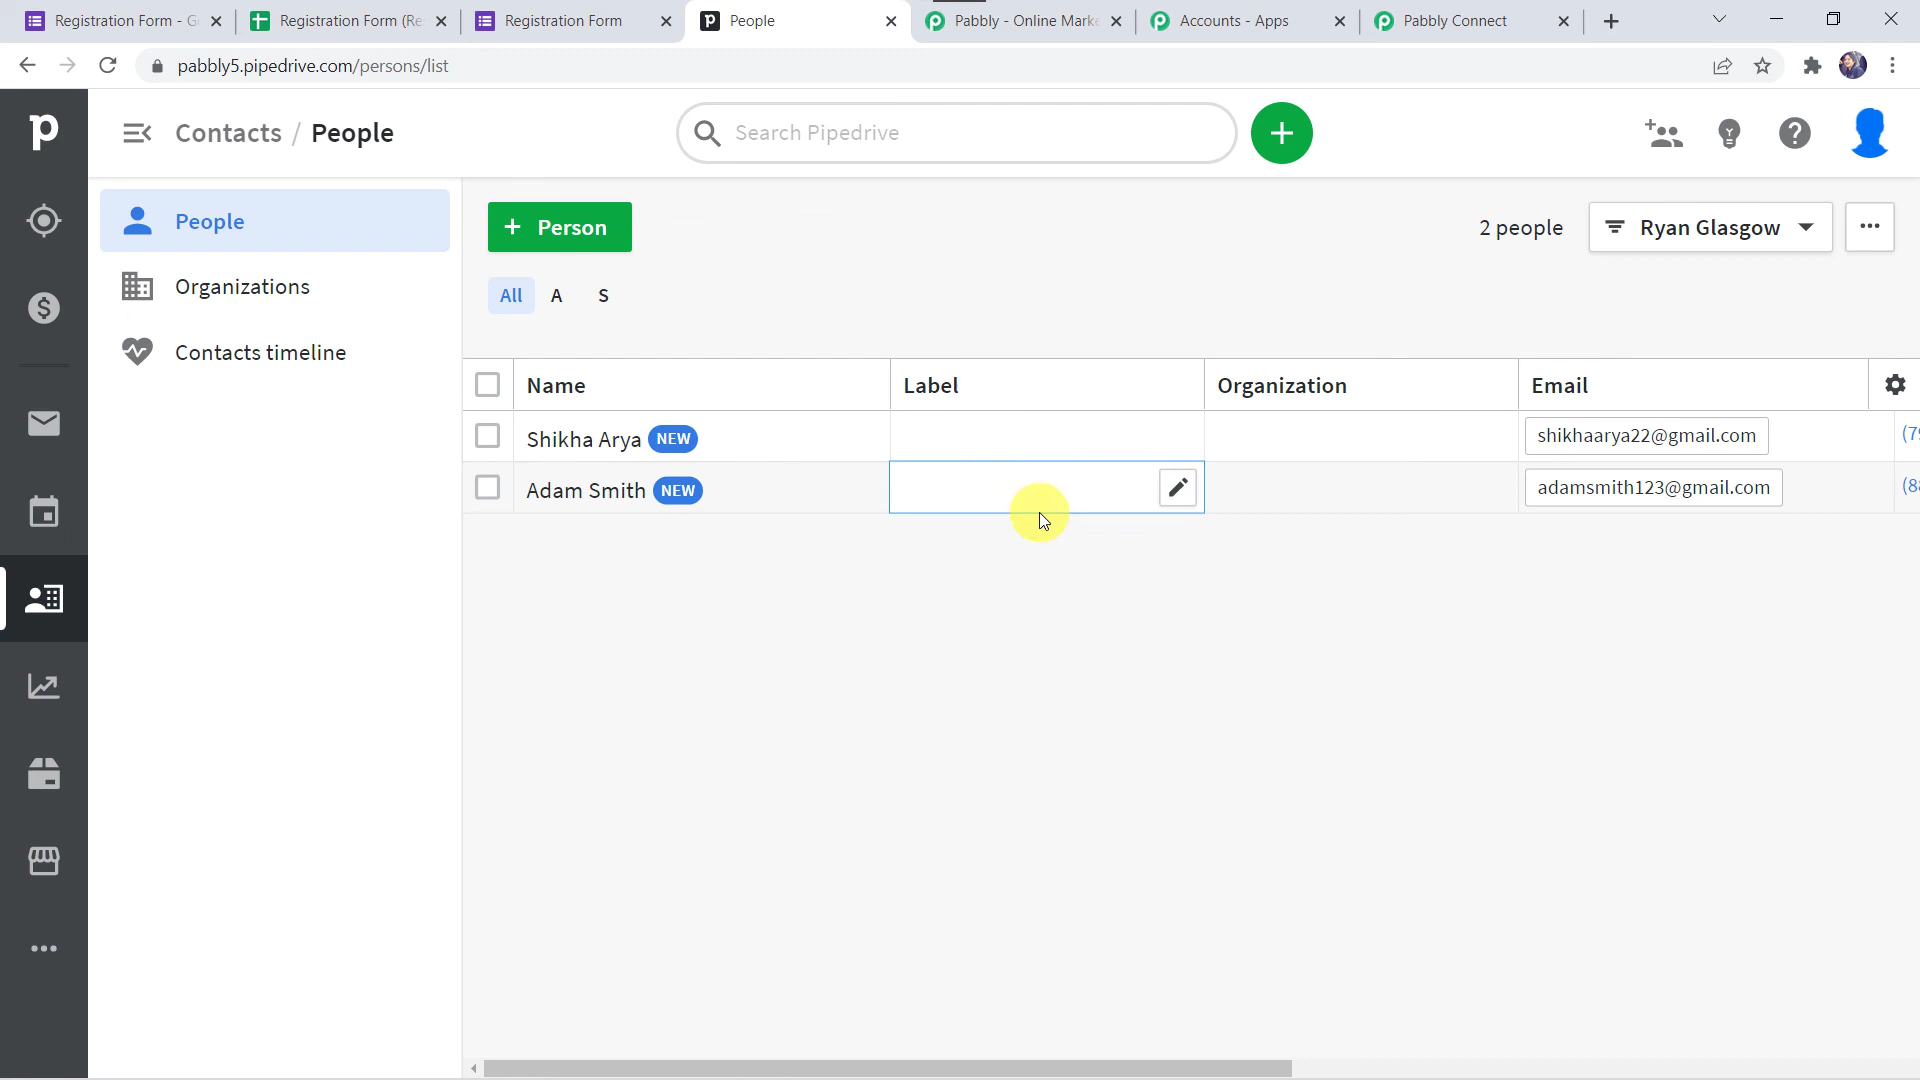 Registration Form - G
Registration Form (Re
Registration Form
People
Pabbly - Online Marke
Accounts - Apps
Pabbly Connect
pabbly5.pipedrive.com/persons/list
Contacts / People
Search Pipedrive
People
Organizations
Contacts timeline
+ Person
2 people
Ryan Glasgow
All A S
Name Label Organization Email
Shikha Arya NEW shikhaarya22@gmail.com (79
Adam Smith NEW adamsmith123@gmail.com (88